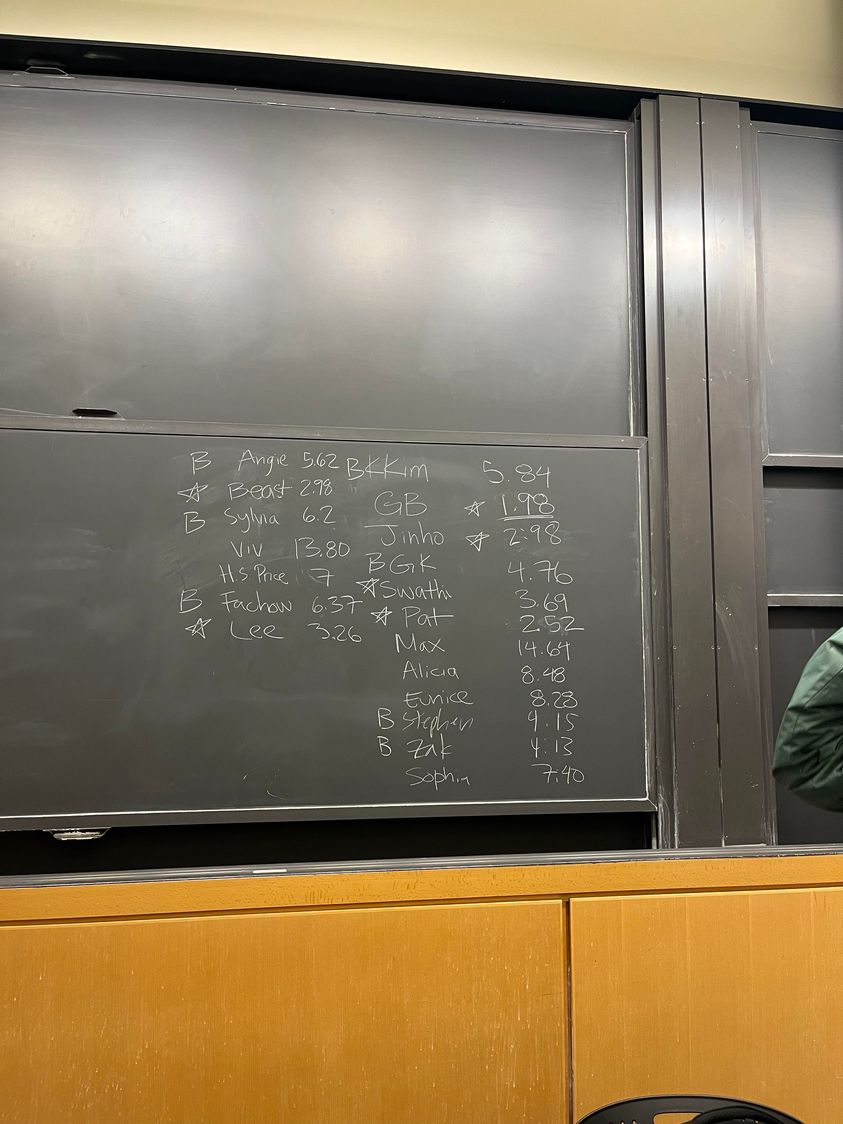 B Angie 5.62
☆ Beast 2.98
B Sylvia 6.2
Viv 13.80
H.S. Price 7
B Fachow 6.37
☆ Lee 3.26
B KKim 5.84
GB ☆ 1.98
Jinho ☆ 2.98
B GK 4.76
☆ Swathi 3.69
☆ Pat 2.52
Max 14.64
Alicia 8.48
Eunice 8.28
B Stephen 4.15
B Zak 4.13
Sophia 7.40